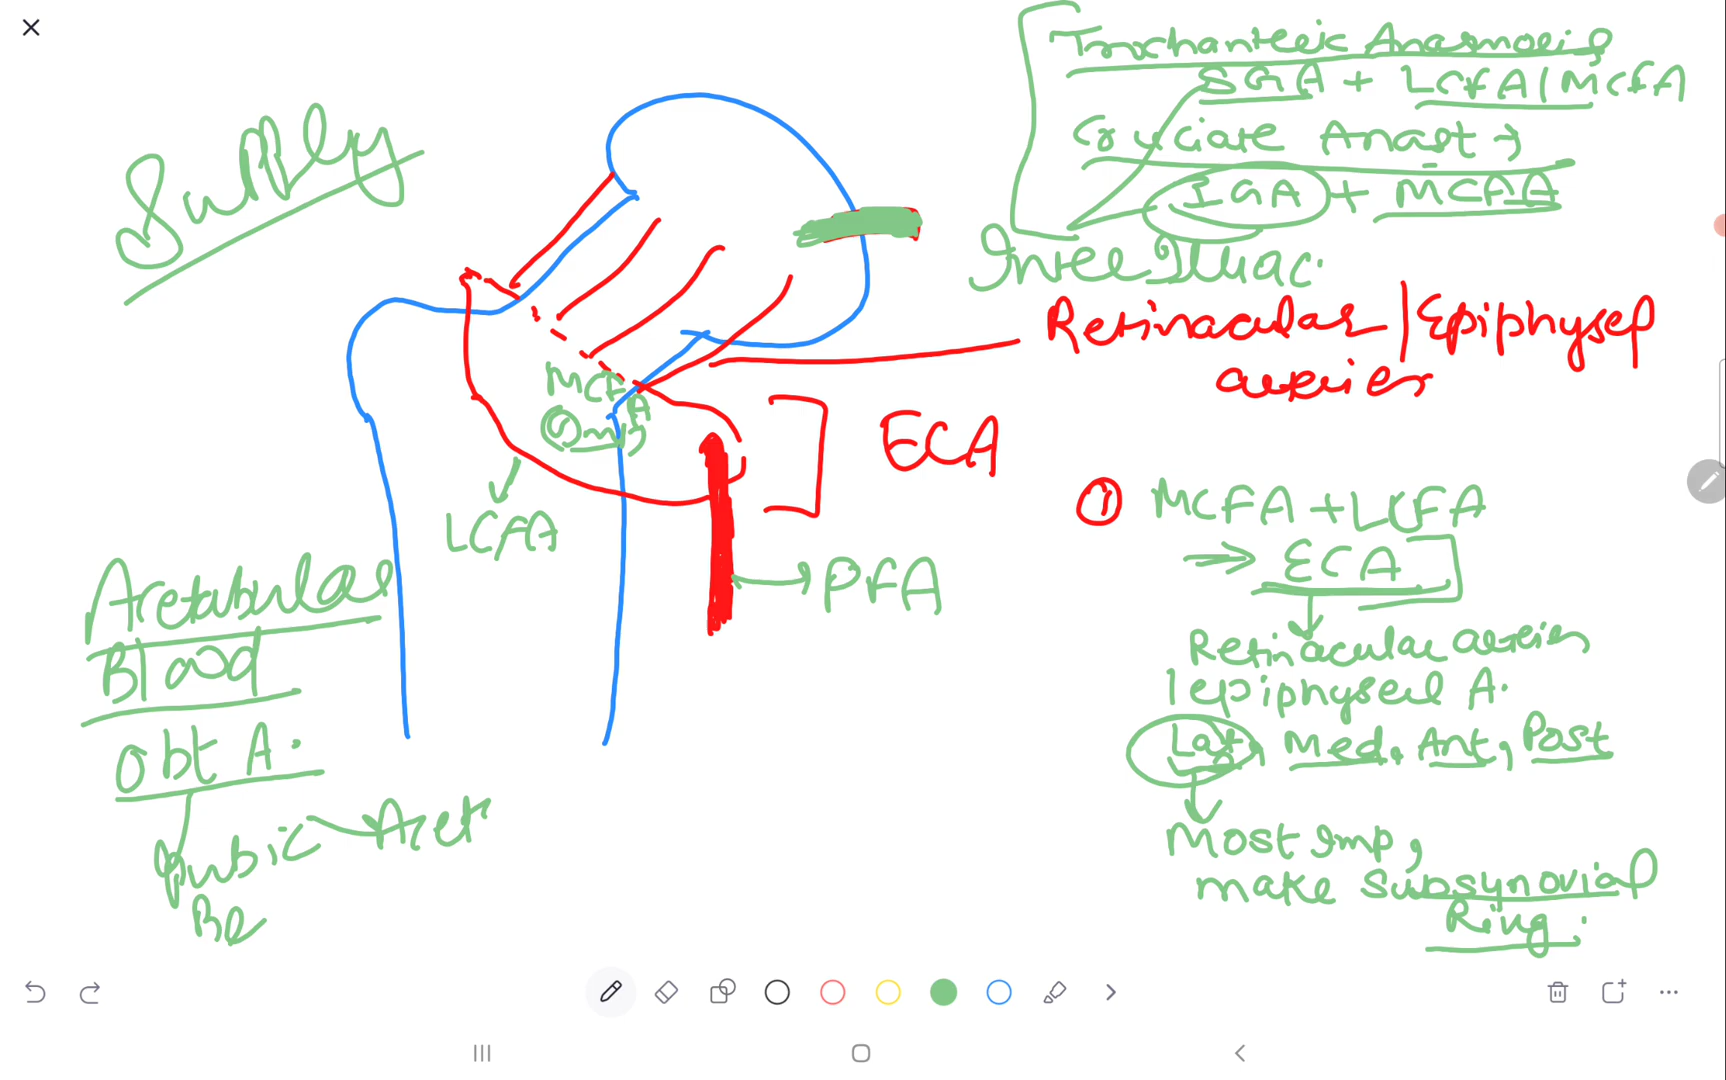 Supply
Trochanteric Anasmosis
SGA + LCFA/MCFA
Cruciate Anast →
IGA + MCFA
Inter Iliac.
Retinacular/Epiphyseal
arteries
MCFA
LCFA
ECA
PFA
① MCFA + LCFA
⇒ ECA
Retinacular arteries
/epiphyseal A.
Lat, Med, Ant, Post
Most Imp,
make Subsynovial
Ring.
Acetabular
Blood
Obt A.
Pubic - Acet
Br